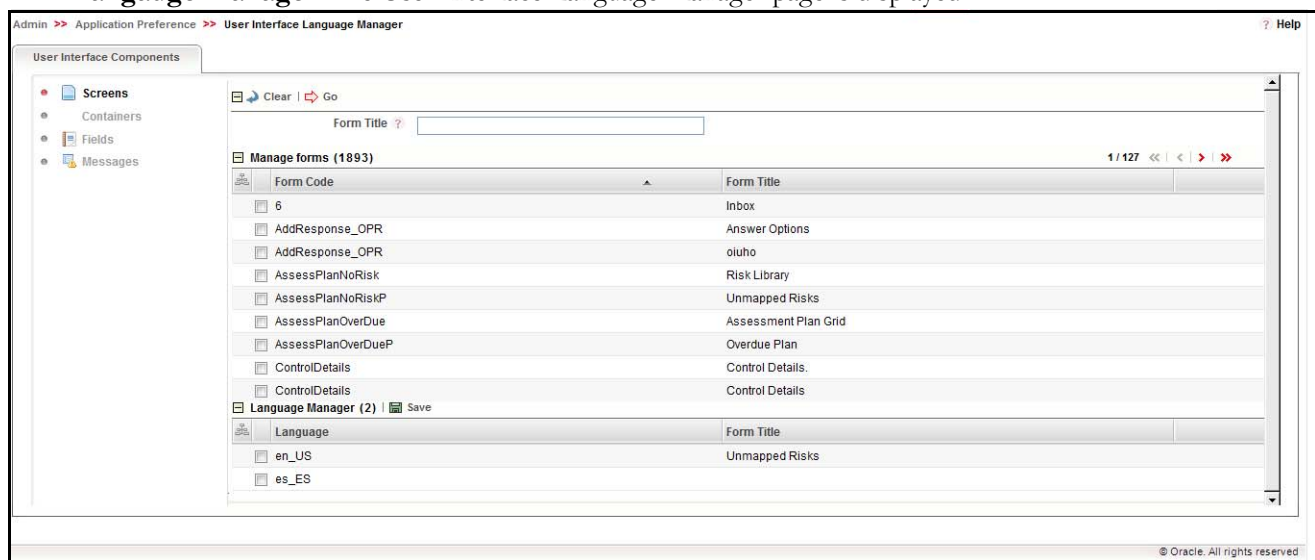 Admin >> Application Preference >> User Interface Language Manager ? Help
User Interface Components
Screens
Containers
Fields
Messages
Clear | Go
Form Title ?
Manage forms (1893) 1 / 127
Form Code Form Title
6 Inbox
AddResponse_OPR Answer Options
AddResponse_OPR oiuho
AssessPlanNoRisk Risk Library
AssessPlanNoRiskP Unmapped Risks
AssessPlanOverDue Assessment Plan Grid
AssessPlanOverDueP Overdue Plan
ControlDetails Control Details.
ControlDetails Control Details
Language Manager (2) | Save
Language Form Title
en_US Unmapped Risks
es_ES
© Oracle. All rights reserved